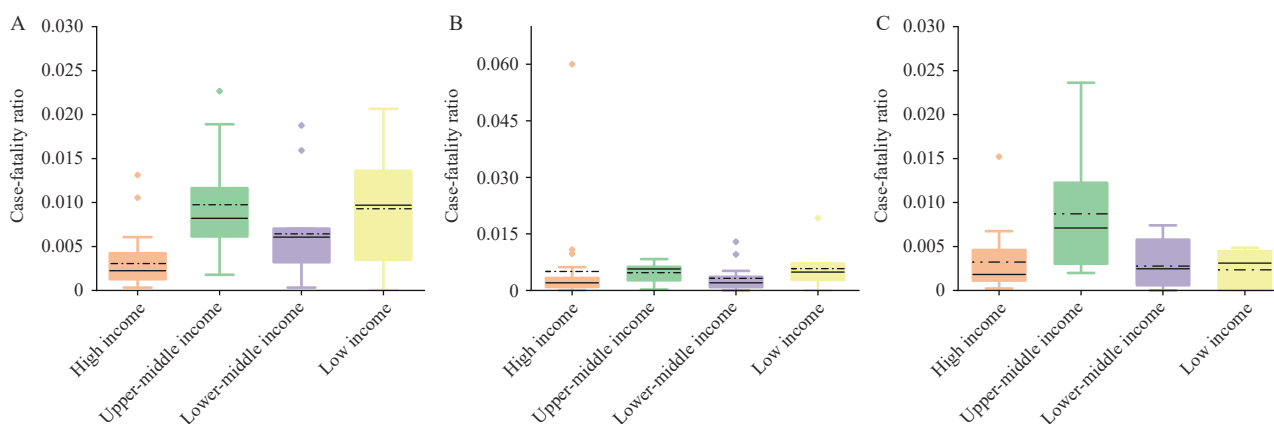 A
Case-fatality ratio
0.030
0.025
0.020
0.015
0.010
0.005
0
High income
Upper-middle income
Lower-middle income
Low income
B
Case-fatality ratio
0.060
0.045
0.030
0.015
0
High income
Upper-middle income
Lower-middle income
Low income
C
Case-fatality ratio
0.030
0.025
0.020
0.015
0.010
0.005
0
High income
Upper-middle income
Lower-middle income
Low income